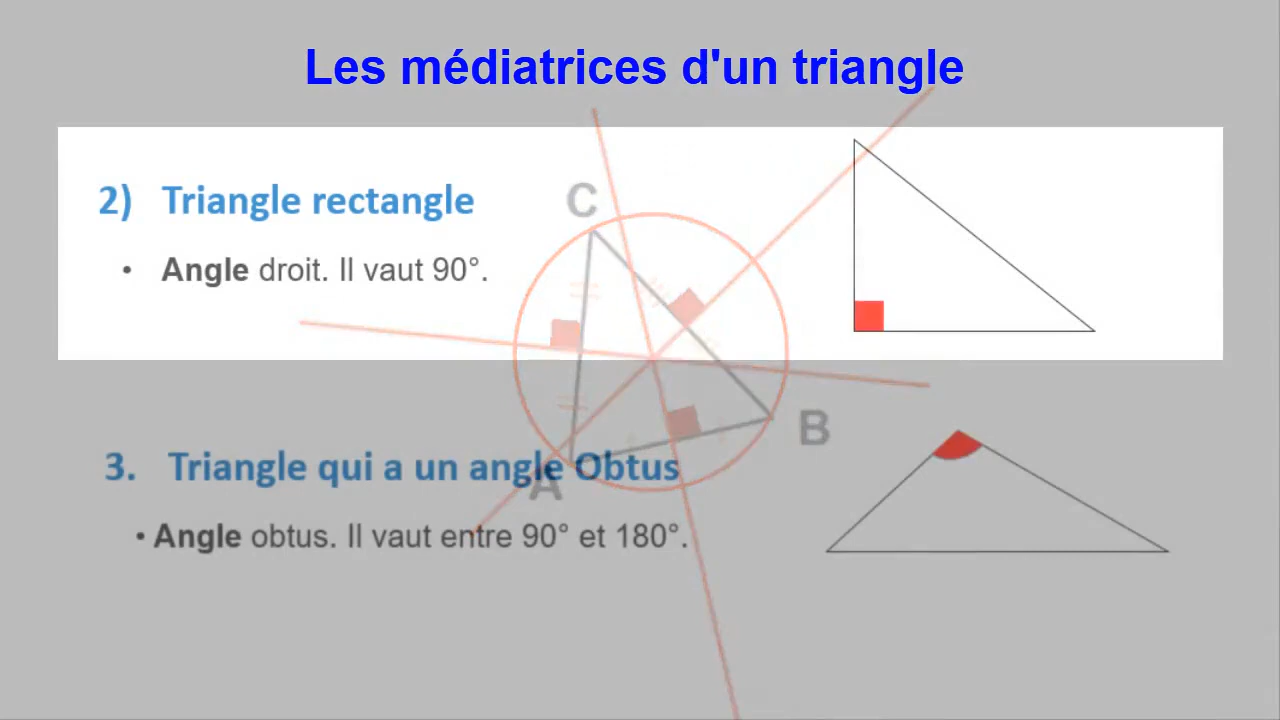 Les médiatrices d'un triangle
2) Triangle rectangle
C
• Angle droit. Il vaut 90°.
B
3. Triangle qui a un angle Obtus
A
• Angle obtus. Il vaut entre 90° et 180°.